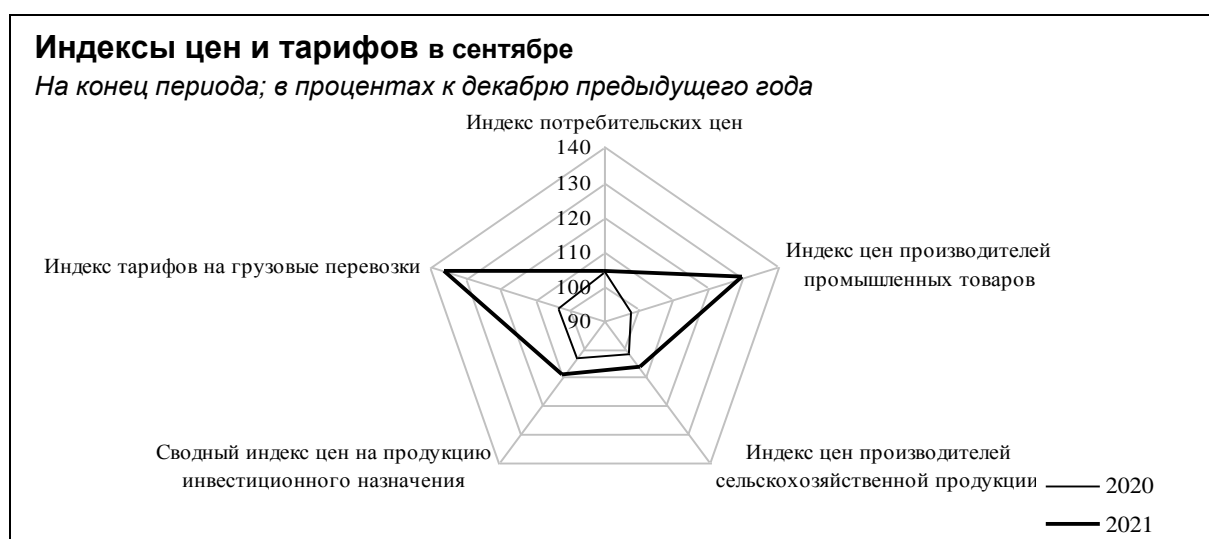 Индексы цен и тарифов в сентябре
На конец периода; в процентах к декабрю предыдущего года
Индекс потребительских цен
140
130
120
110
100
90
Индекс цен производителей
промышленных товаров
Индекс тарифов на грузовые перевозки
Сводный индекс цен на продукцию
инвестиционного назначения
Индекс цен производителей
сельскохозяйственной продукции
2020
2021